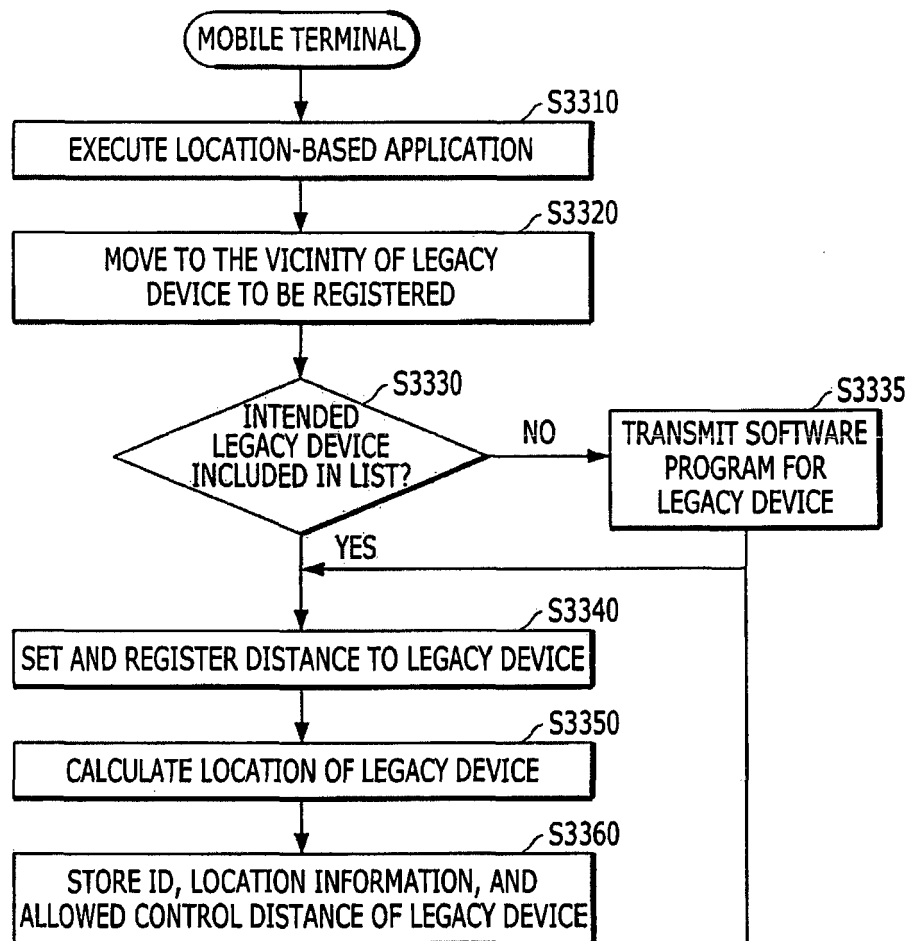 MOBILE TERMINAL
S3310
EXECUTE LOCATION-BASED APPLICATION
S3320
MOVE TO THE VICINITY OF LEGACY
DEVICE TO BE REGISTERED
S3330
INTENDED
LEGACY DEVICE
INCLUDED IN LIST?
NO
S3335
TRANSMIT SOFTWARE
PROGRAM FOR
LEGACY DEVICE
YES
S3340
SET AND REGISTER DISTANCE TO LEGACY DEVICE
S3350
CALCULATE LOCATION OF LEGACY DEVICE
S3360
STORE ID, LOCATION INFORMATION, AND
ALLOWED CONTROL DISTANCE OF LEGACY DEVICE